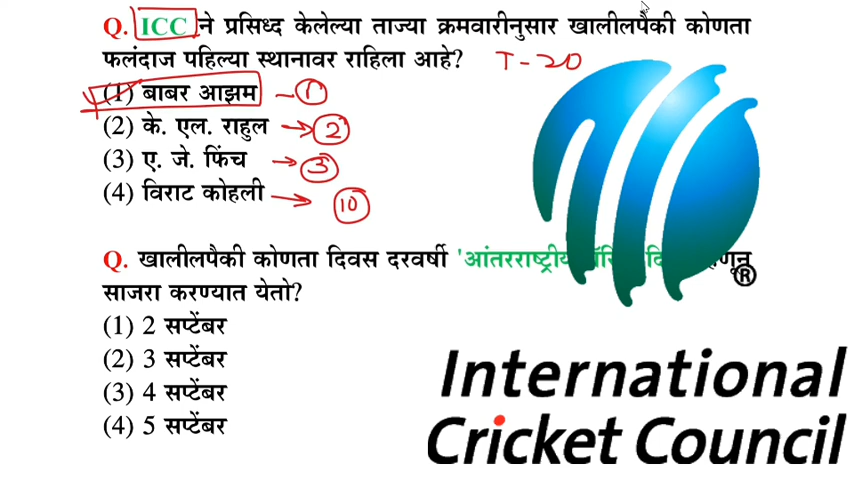 Q. ICC ने प्रसिध्द केलेल्या ताज्या क्रमवारीनुसार खालीलपैकी कोणता
फलंदाज पहिल्या स्थानावर राहिला आहे? T-20
(1) बाबर आझम → 1
(2) के. एल. राहुल → 2
(3) ए. जे. फिंच → 3
(4) विराट कोहली → 10
Q. खालीलपैकी कोणता दिवस दरवर्षी 'आंतरराष्ट्रीय
साजरा करण्यात येतो?
(1) 2 सप्टेंबर
(2) 3 सप्टेंबर
(3) 4 सप्टेंबर
(4) 5 सप्टेंबर
®
International
Cricket Council